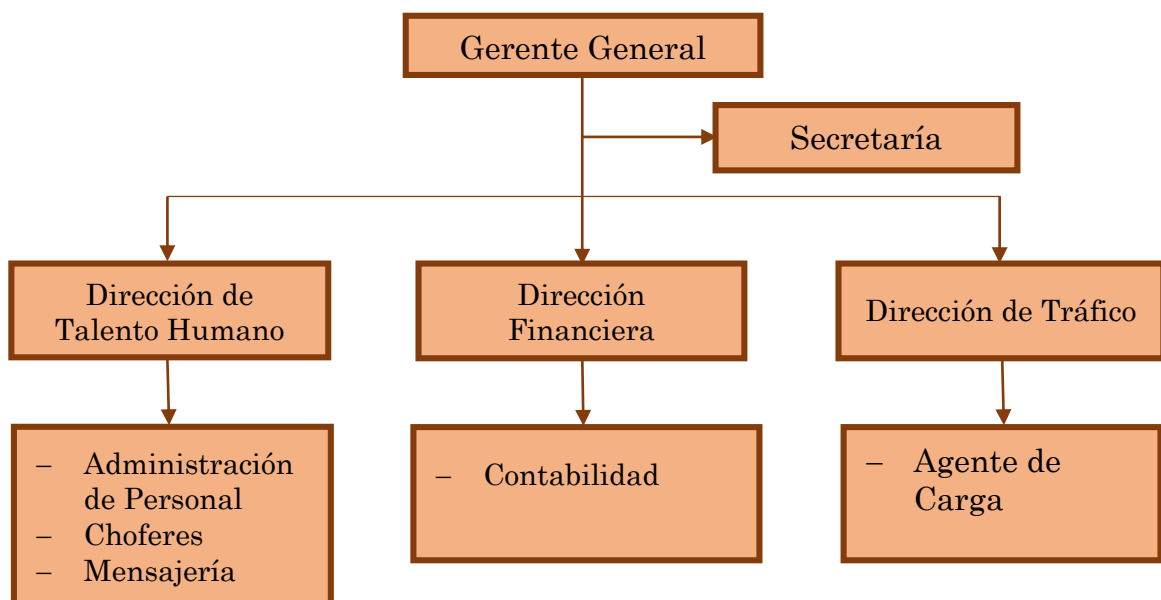 Gerente General
Secretaría
Dirección de
Talento Humano
Dirección
Financiera
Dirección de Tráfico
– Administración
de Personal
– Choferes
– Mensajería
– Contabilidad
– Agente de
Carga